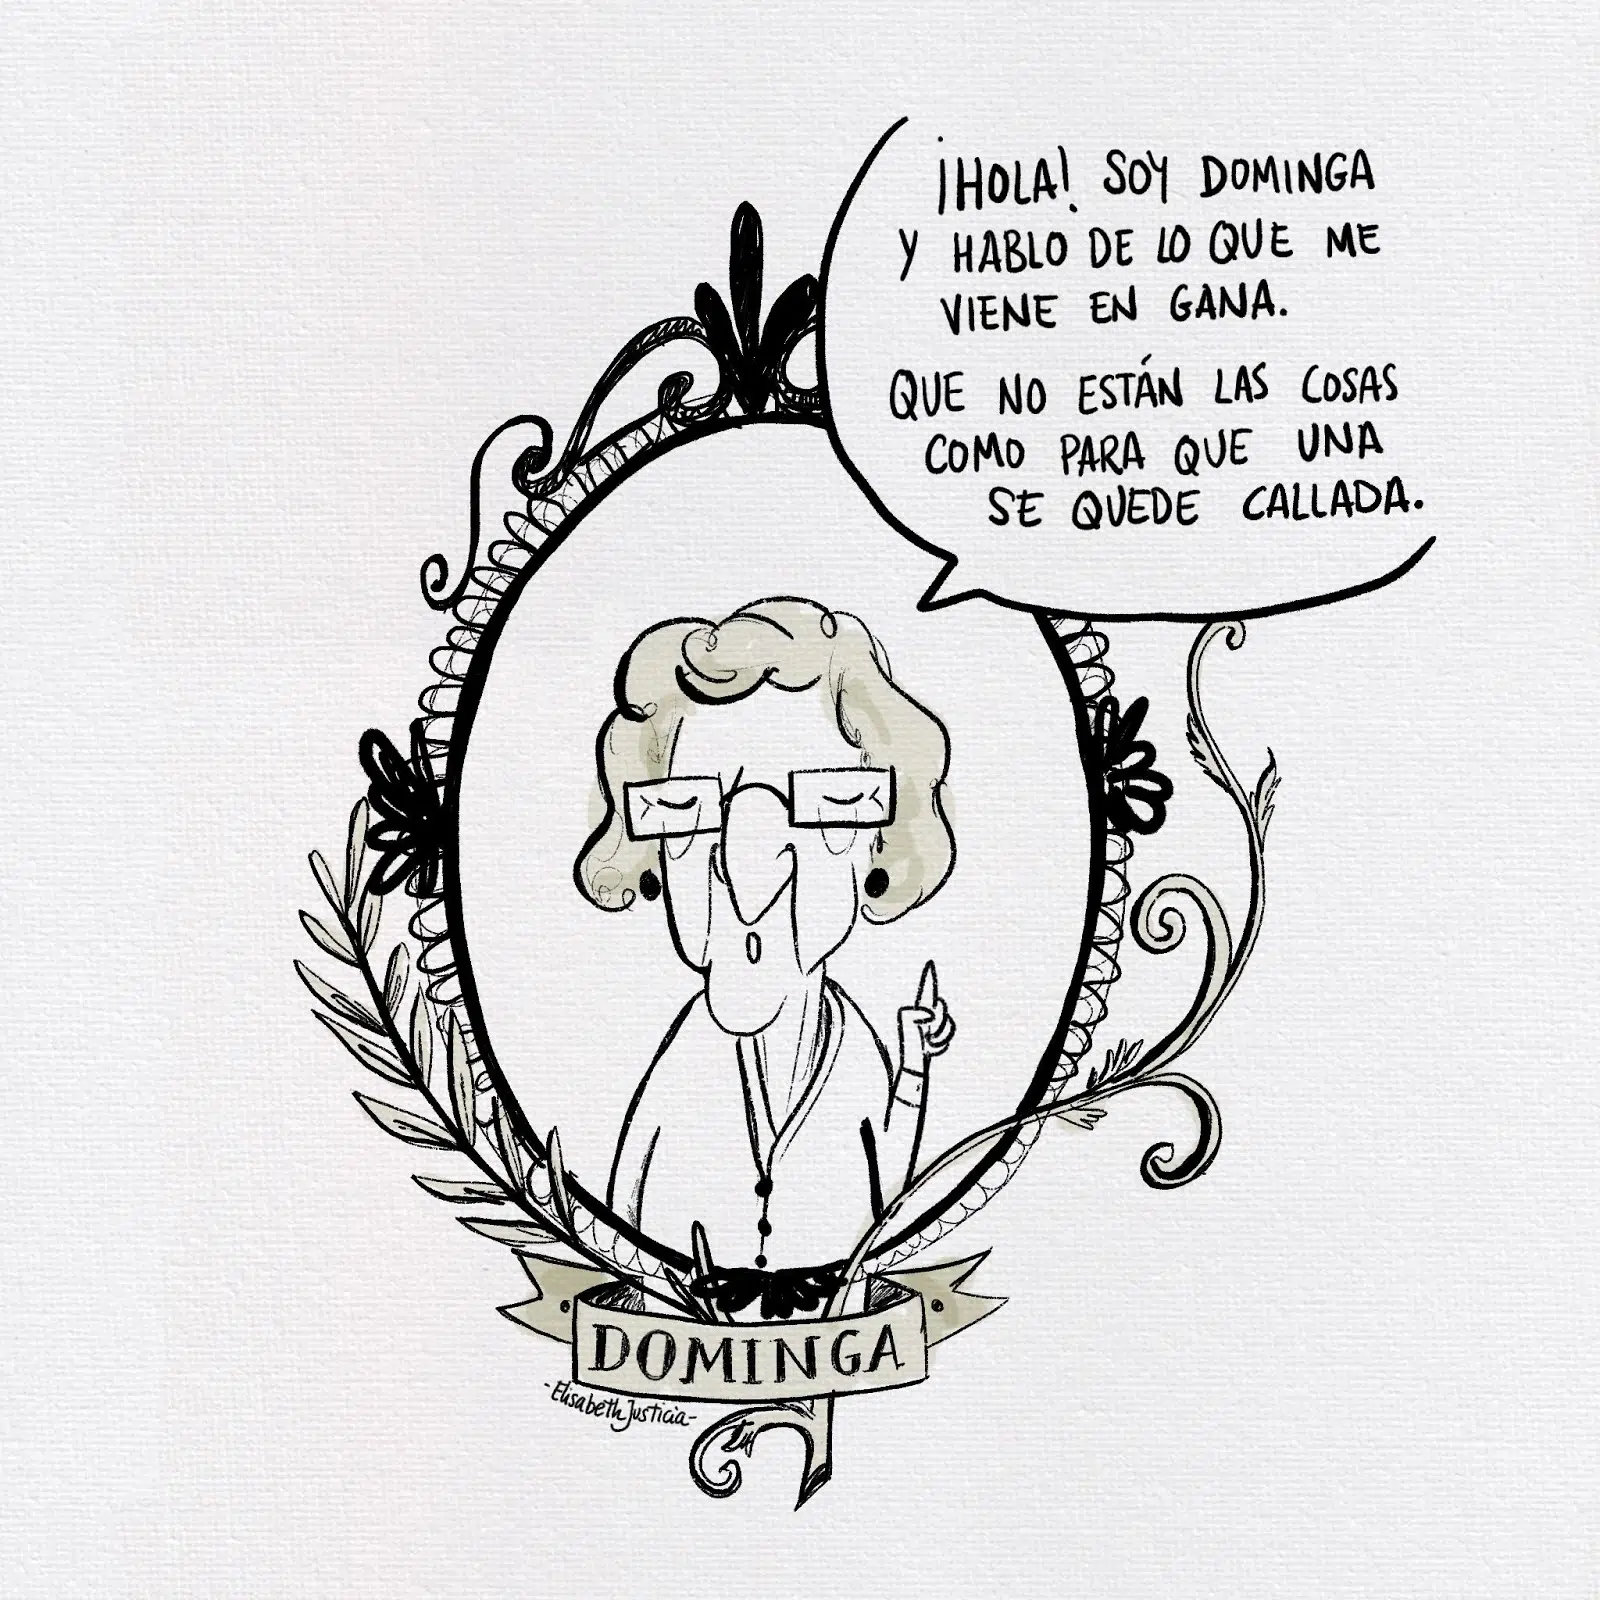 ¡HOLA! SOY DOMINGA
Y HABLO DE LO QUE ME
VIENE EN GANA.
QUE NO ESTÁN LAS COSAS
COMO PARA QUE UNA
SE QUEDE CALLADA.
DOMINGA
-Elisabeth Justicia-